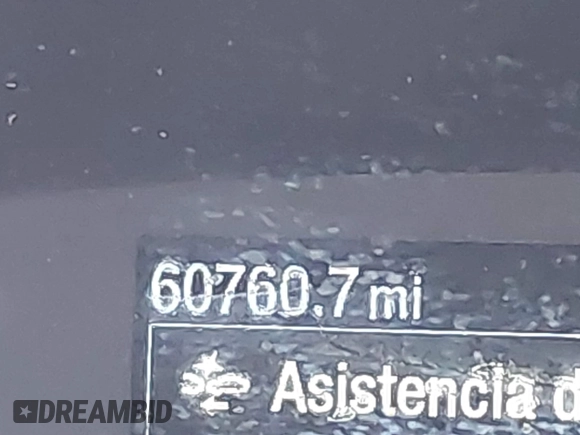 60760.7 mi
Asistencia d
DREAMBID